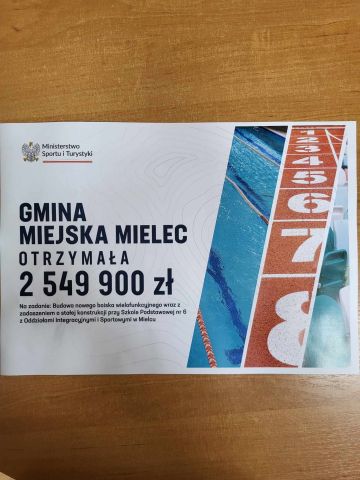 Ministerstwo
Sportu i Turystyki
GMINA
MIEJSKA MIELEC
OTRZYMAŁA
2 549 900 zł
Na zadanie: Budowa nowego boiska wielofunkcyjnego wraz z
zadaszeniem o stałej konstrukcji przy Szkole Podstawowej nr 6
z Oddziałami Integracyjnymi i Sportowymi w Mielcu
1
2
3
4
5
6
7
8